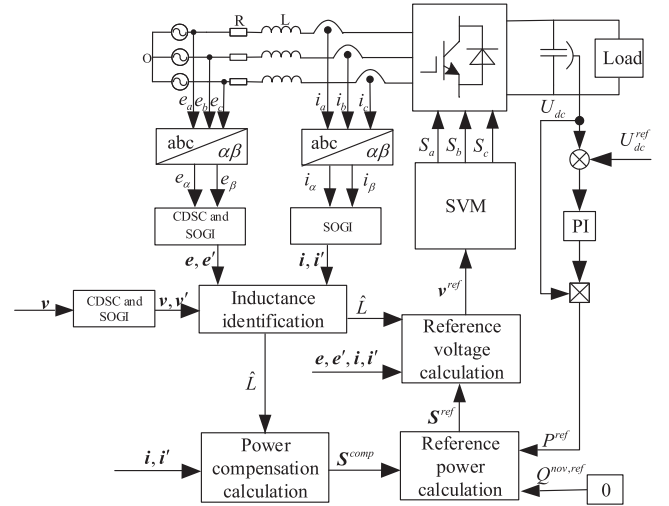 R
L
O
Load
e_a e_b e_c
i_a i_b i_c
U_dc
abc
αβ
abc
αβ
S_a
S_b
S_c
U_dc^ref
e_α
e_β
i_α
i_β
CDSC and
SOGI
SOGI
SVM
PI
e, e′
i, i′
v
CDSC and
SOGI
v, v′
Inductance
identification
L̂
v^ref
Reference
voltage
calculation
e, e′, i, i′
L̂
S^ref
P^ref
i, i′
Power
compensation
calculation
S^comp
Reference
power
calculation
Q^nov,ref
0